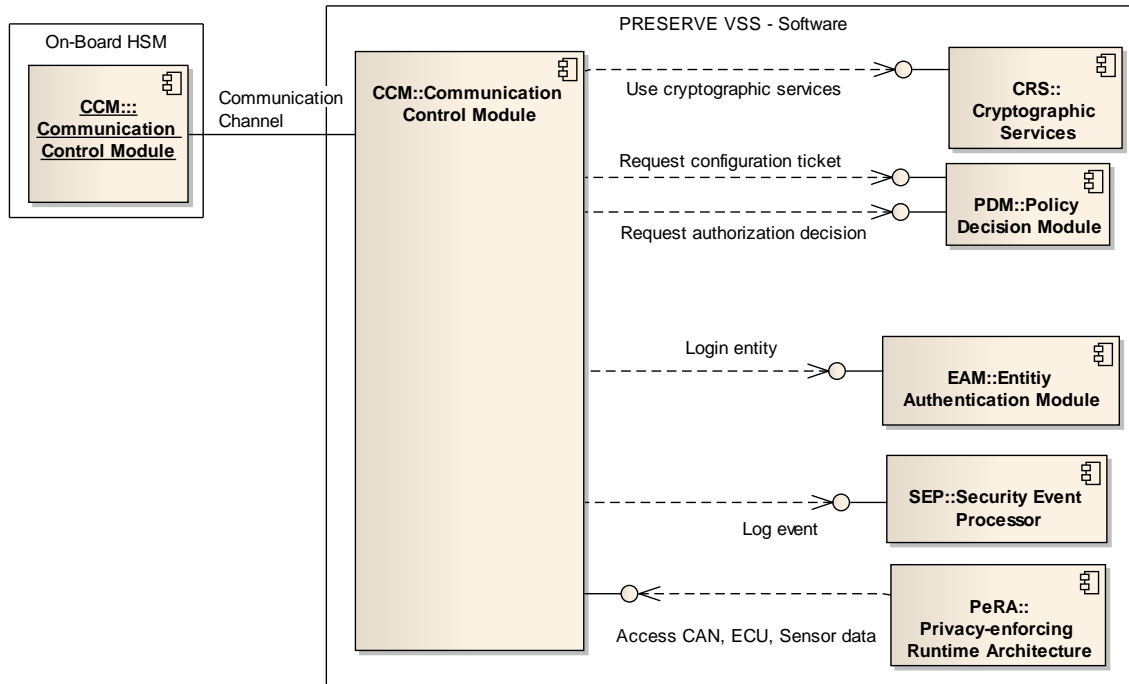 PRESERVE VSS - Software
On-Board HSM
CCM:::
Communication
Control Module
Communication
Channel
CCM::Communication
Control Module
Use cryptographic services
CRS::
Cryptographic
Services
Request configuration ticket
Request authorization decision
PDM::Policy
Decision Module
Login entity
EAM::Entitiy
Authentication Module
Log event
SEP::Security Event
Processor
Access CAN, ECU, Sensor data
PeRA::
Privacy-enforcing
Runtime Architecture